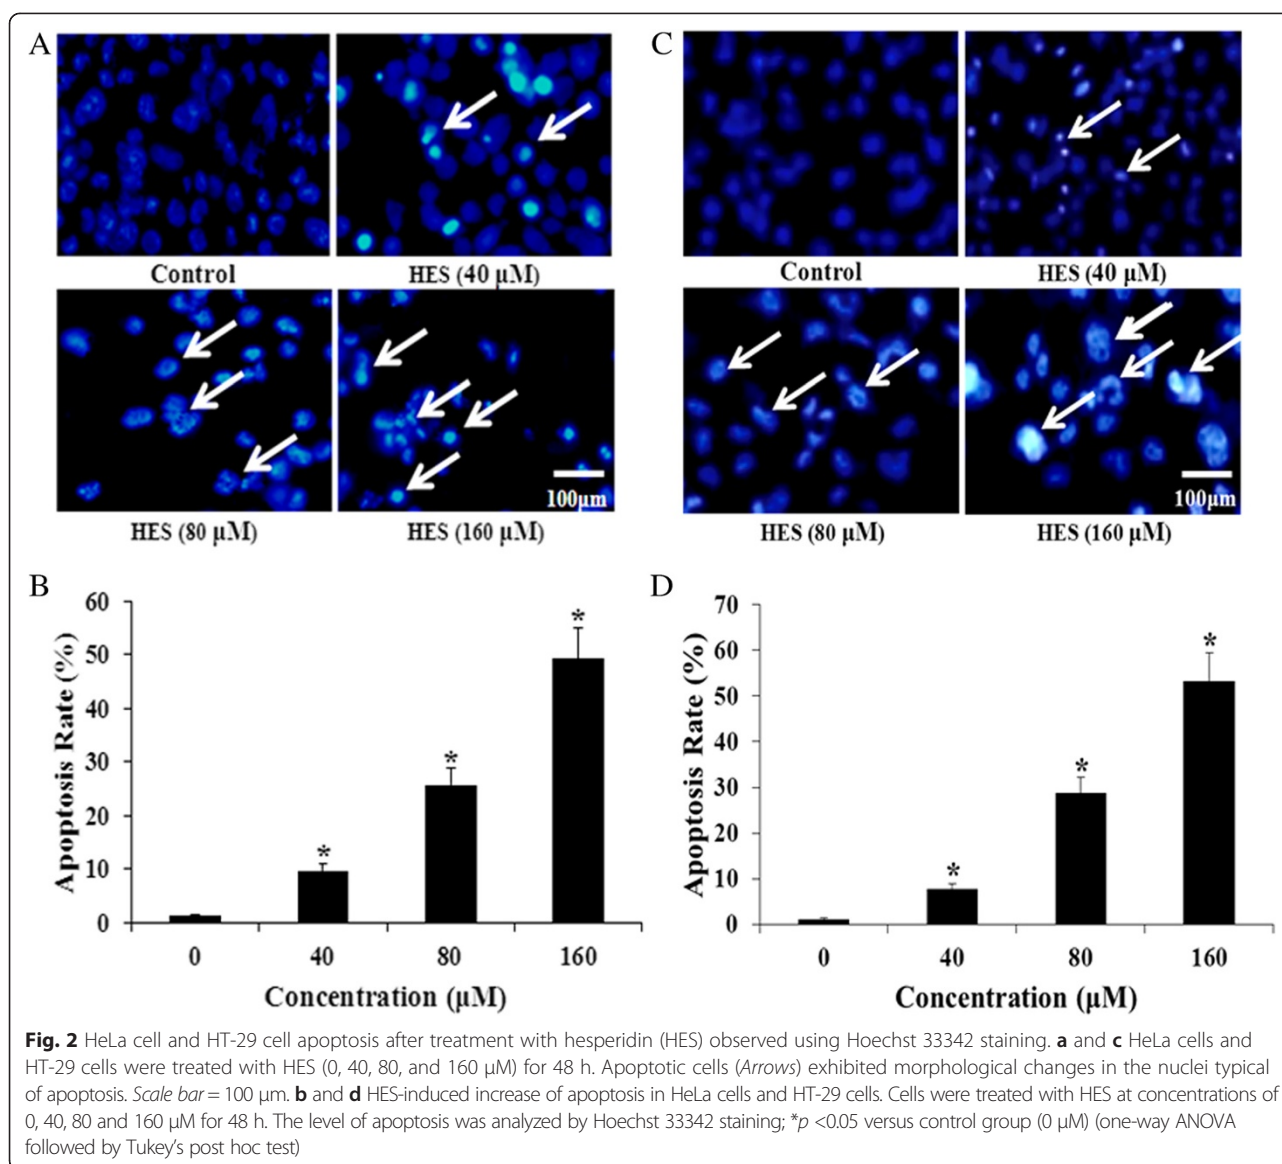 A
Control
HES (40 µM)
HES (80 µM)
HES (160 µM)
100µm
C
Control
HES (40 µM)
HES (80 µM)
HES (160 µM)
100µm
B
Apoptosis Rate (%)
60
50
40
30
20
10
0
*
*
*
0 40 80 160
Concentration (µM)
D
Apoptosis Rate (%)
70
60
50
40
30
20
10
0
*
*
*
0 40 80 160
Concentration (µM)
Fig. 2 HeLa cell and HT-29 cell apoptosis after treatment with hesperidin (HES) observed using Hoechst 33342 staining. a and c HeLa cells and
HT-29 cells were treated with HES (0, 40, 80, and 160 µM) for 48 h. Apoptotic cells (Arrows) exhibited morphological changes in the nuclei typical
of apoptosis. Scale bar = 100 µm. b and d HES-induced increase of apoptosis in HeLa cells and HT-29 cells. Cells were treated with HES at concentrations of
0, 40, 80 and 160 µM for 48 h. The level of apoptosis was analyzed by Hoechst 33342 staining; *p <0.05 versus control group (0 µM) (one-way ANOVA
followed by Tukey's post hoc test)